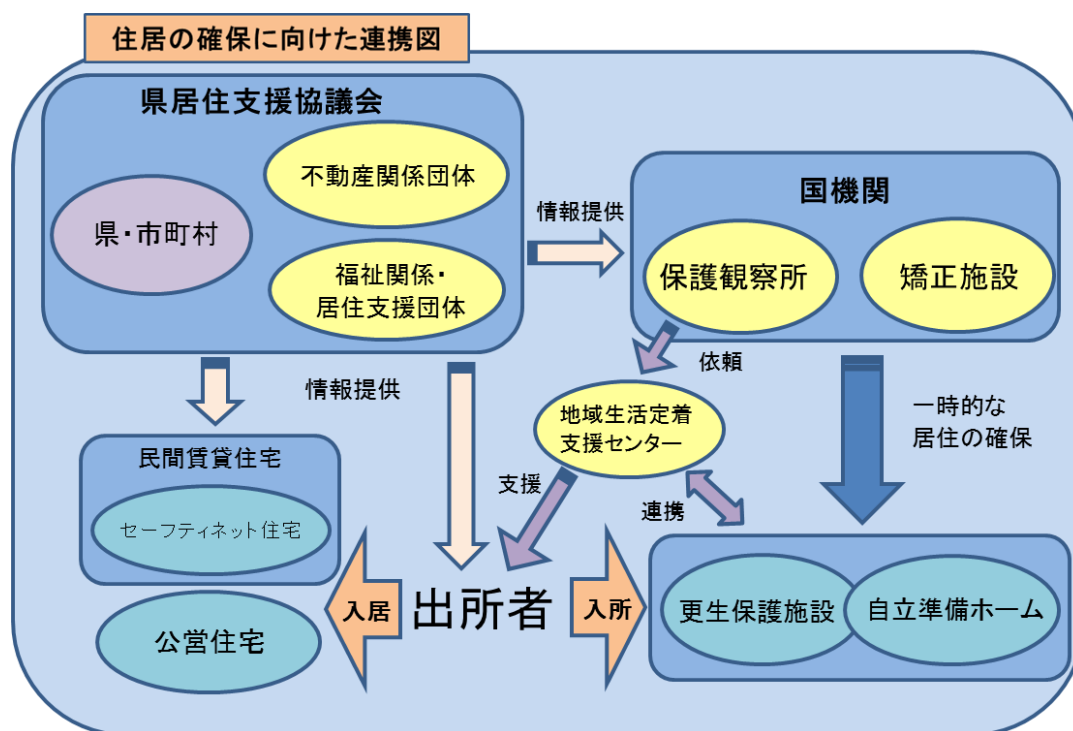 住居の確保に向けた連携図
県居住支援協議会
不動産関係団体
県・市町村
福祉関係・
居住支援団体
情報提供
国機関
保護観察所
矯正施設
依頼
情報提供
地域生活定着
支援センター
一時的な
居住の確保
民間賃貸住宅
セーフティネット住宅
支援
連携
入居
出所者
入所
更生保護施設
自立準備ホーム
公営住宅